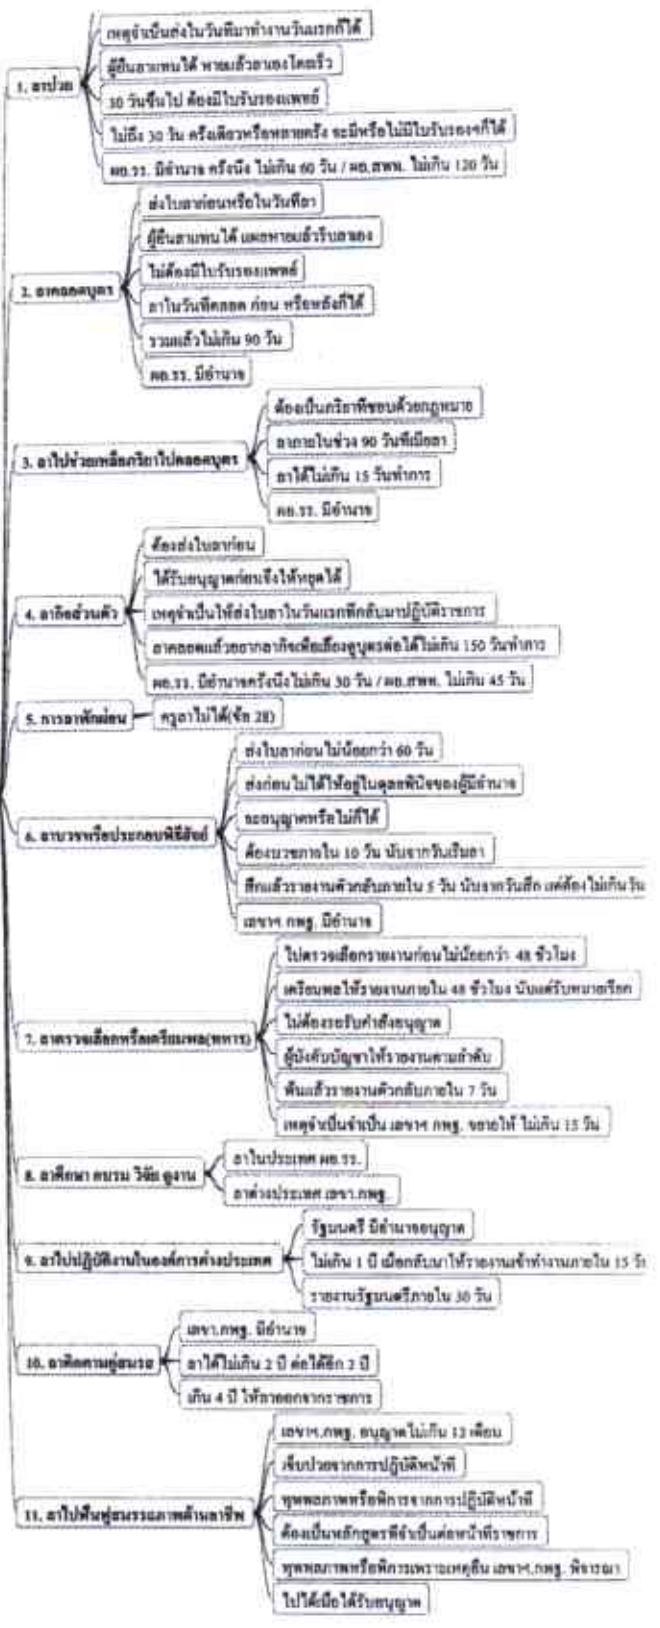 เหตุจำเป็นส่งในวันที่มาทำงานวันแรกก็ได้
ผู้อื่นลาแทนได้ หายแล้วลาเองโดยเร็ว
1. ลาป่วย
30 วันขึ้นไป ต้องมีใบรับรองแพทย์
ไม่ถึง 30 วัน ครั้งเดียวหรือหลายครั้ง จะมีหรือไม่มีใบรับรองฯก็ได้
ผอ.รร. มีอำนาจ ครั้งนึง ไม่เกิน 60 วัน / ผอ.สพท. ไม่เกิน 120 วัน
ส่งใบลาก่อนหรือในวันที่ลา
ผู้อื่นลาแทนได้ และหายแล้วรีบลาเอง
ไม่ต้องมีใบรับรองแพทย์
2. ลาคลอดบุตร
ลาในวันที่คลอด ก่อน หรือหลังก็ได้
รวมแล้วไม่เกิน 90 วัน
ผอ.รร. มีอำนาจ
ต้องเป็นภริยาที่ชอบด้วยกฎหมาย
ลาภายในช่วง 90 วันที่เมียลา
3. ลาไปช่วยเหลือภริยาไปคลอดบุตร
ลาได้ไม่เกิน 15 วันทำการ
ผอ.รร. มีอำนาจ
ต้องส่งใบลาก่อน
ได้รับอนุญาตก่อนจึงให้หยุดได้
4. ลากิจส่วนตัว
เหตุจำเป็นให้ส่งใบลาในวันแรกที่กลับมาปฏิบัติราชการ
ลาคลอดแล้วอยากลากิจเพื่อเลี้ยงดูบุตรต่อได้ไม่เกิน 150 วันทำการ
ผอ.รร. มีอำนาจครั้งนึง ไม่เกิน 30 วัน / ผอ.สพท. ไม่เกิน 45 วัน
5. การลาพักผ่อน
ครูลาไม่ได้(ข้อ 28)
ส่งใบลาก่อนไม่น้อยกว่า 60 วัน
ส่งก่อนไม่ได้ให้อยู่ในดุลยพินิจของผู้มีอำนาจ
จะอนุญาตหรือไม่ก็ได้
6. ลาบวชหรือประกอบพิธีฮัจย์
ต้องบวชภายใน 10 วัน นับจากวันเริ่มลา
สึกแล้วรายงานตัวกลับภายใน 5 วัน นับจากวันสึก แต่ต้องไม่เกินวัน
เลขาฯ กพฐ. มีอำนาจ
ไปตรวจเลือกรายงานก่อนไม่น้อยกว่า 48 ชั่วโมง
เตรียมพลให้รายงานภายใน 48 ชั่วโมง นับแต่รับหมายเรียก
ไม่ต้องรอรับคำสั่งอนุญาต
7. ลาตรวจเลือกหรือเตรียมพล(ทหาร)
ผู้บังคับบัญชาให้รายงานตามลำดับ
พ้นแล้วรายงานตัวกลับภายใน 7 วัน
เหตุจำเป็นจำเป็น เลขาฯ กพฐ. ขยายให้ ไม่เกิน 15 วัน
8. ลาศึกษา อบรม วิจัย ดูงาน
ลาในประเทศ ผอ.รร.
ลาต่างประเทศ เลขา.กพฐ.
รัฐมนตรี มีอำนาจอนุญาต
9. ลาไปปฏิบัติงานในองค์การต่างประเทศ
ไม่เกิน 1 ปี เมื่อกลับมาให้รายงานเข้าทำงานภายใน 15 วั
รายงานรัฐมนตรีภายใน 30 วัน
เลขา.กพฐ. มีอำนาจ
10. ลาติดตามคู่สมรส
ลาได้ไม่เกิน 2 ปี ต่อได้อีก 2 ปี
เกิน 4 ปี ให้ลาออกจากราชการ
เลขาฯ.กพฐ. อนุญาตไม่เกิน 12 เดือน
เจ็บป่วยจากการปฏิบัติหน้าที่
ทุพพลภาพหรือพิการจากการปฏิบัติหน้าที่
11. ลาไปฟื้นฟูสมรรถภาพด้านอาชีพ
ต้องเป็นหลักสูตรที่จำเป็นต่อหน้าที่ราชการ
ทุพพลภาพหรือพิการเพราะเหตุอื่น เลขาฯ.กพฐ. พิจารณา
ไปได้เมื่อได้รับอนุญาต